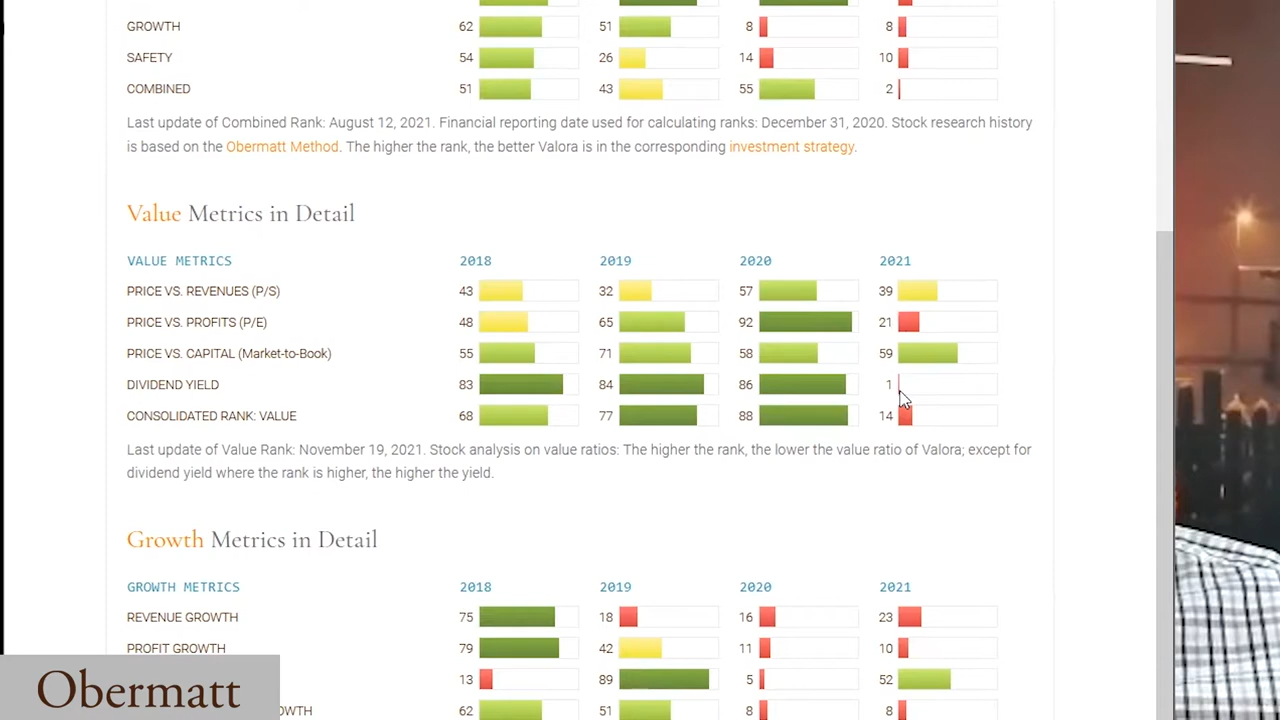 GROWTH 62 51 8 8
SAFETY 54 26 14 10
COMBINED 51 43 55 2
Last update of Combined Rank: August 12, 2021. Financial reporting date used for calculating ranks: December 31, 2020. Stock research history
is based on the Obermatt Method. The higher the rank, the better Valora is in the corresponding investment strategy.
Value Metrics in Detail
VALUE METRICS 2018 2019 2020 2021
PRICE VS. REVENUES (P/S) 43 32 57 39
PRICE VS. PROFITS (P/E) 48 65 92 21
PRICE VS. CAPITAL (Market-to-Book) 55 71 58 59
DIVIDEND YIELD 83 84 86 1
CONSOLIDATED RANK: VALUE 68 77 88 14
Last update of Value Rank: November 19, 2021. Stock analysis on value ratios: The higher the rank, the lower the value ratio of Valora; except for
dividend yield where the rank is higher, the higher the yield.
Growth Metrics in Detail
GROWTH METRICS 2018 2019 2020 2021
REVENUE GROWTH 75 18 16 23
PROFIT GROWTH 79 42 11 10
13 89 5 52
OWTH 62 51 8 8
Obermatt